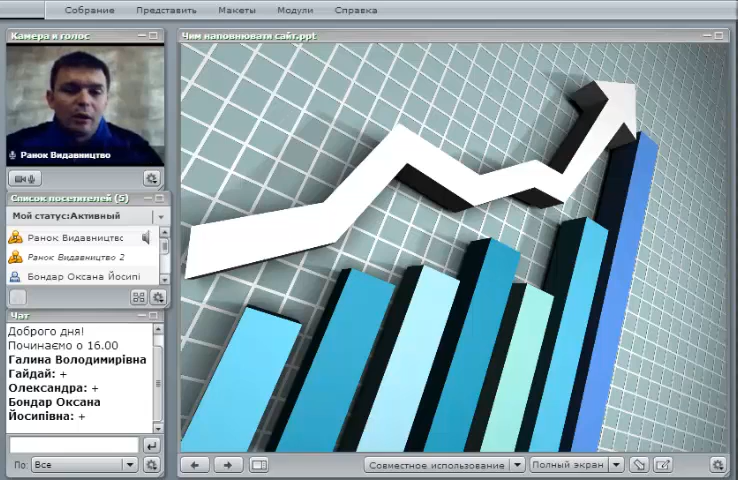 Собрание Представить Макеты Модули Справка
Камера и голос
Ранок Видавництво
Список посетителей (5)
Мой статус:Активный
Ранок Видавництвс
Ранок Видавництво 2
Бондар Оксана Йосипі
Чат
Доброго дня!
Починаємо о 16.00
Галина Володимирівна
Гайдай: +
Олександра: +
Бондар Оксана
Йосипівна: +
По: Все
Чим наповнювати сайт.ppt
Совместное использование Полный экран